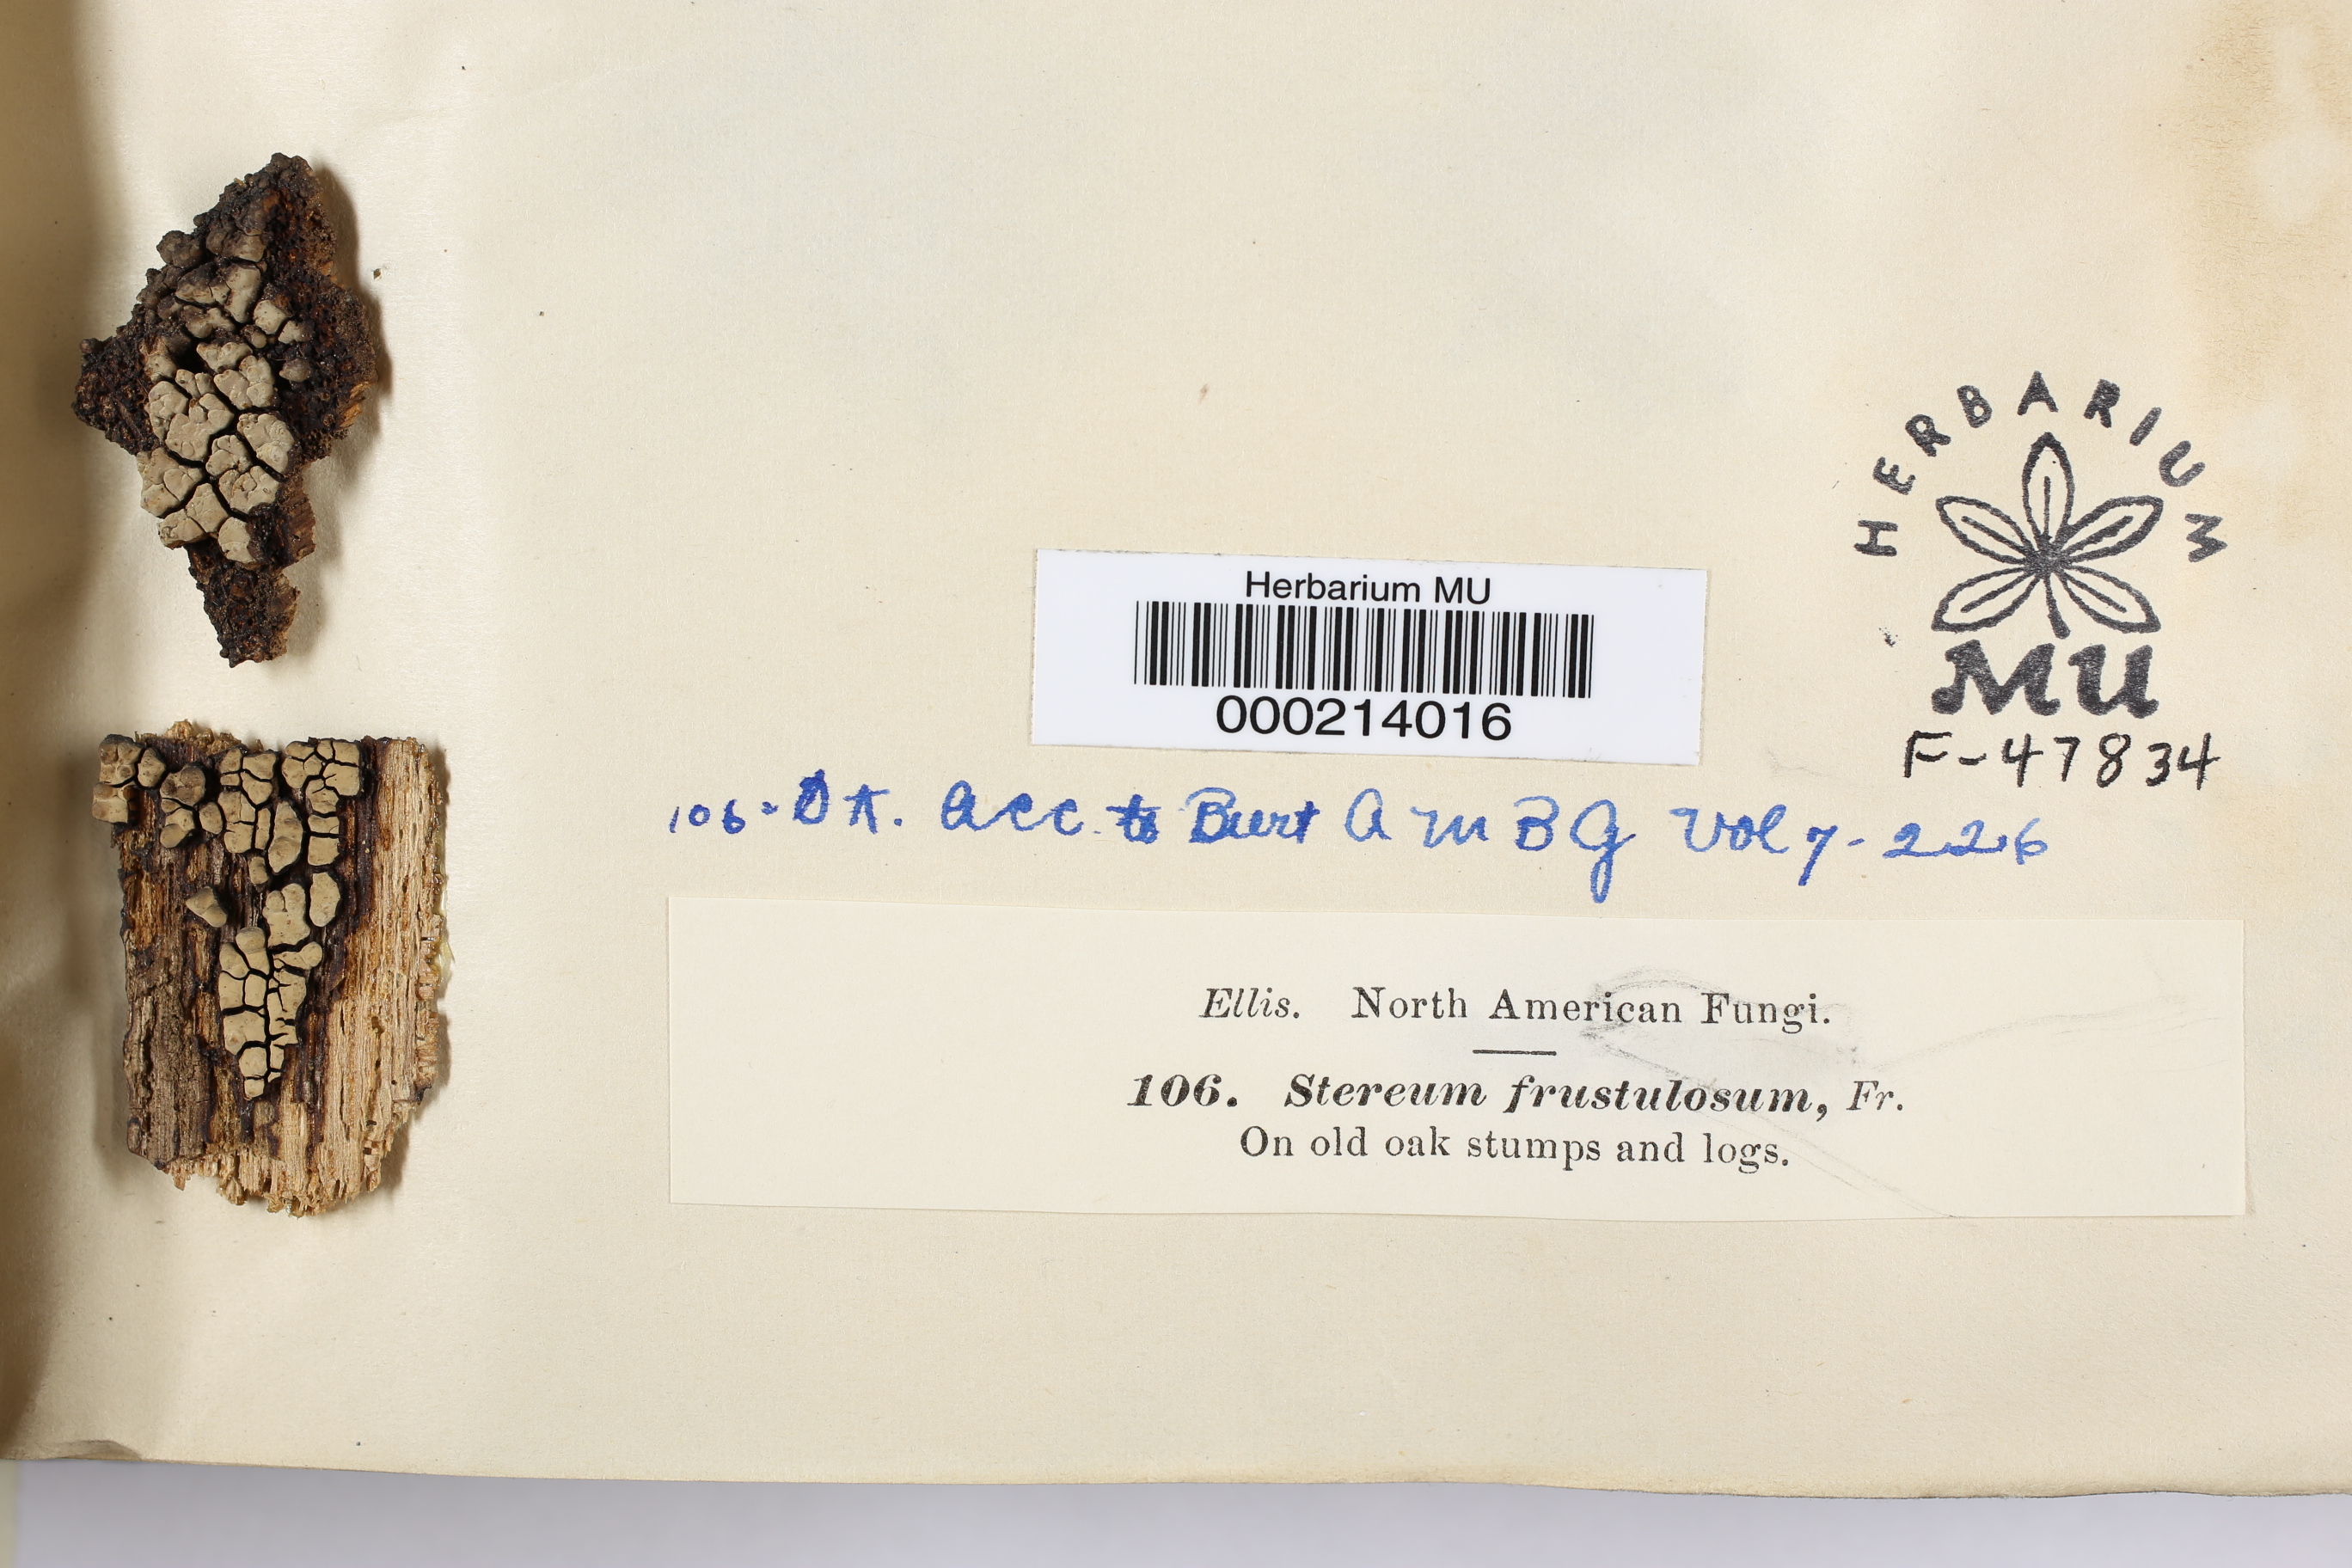 HERBARIUM
MU
F-47834
Herbarium MU
000214016
106- Ok. acc. to Burt A M B G Vol 7-226
Ellis. North American Fungi.
106. Stereum frustulosum, Fr.
On old oak stumps and logs.